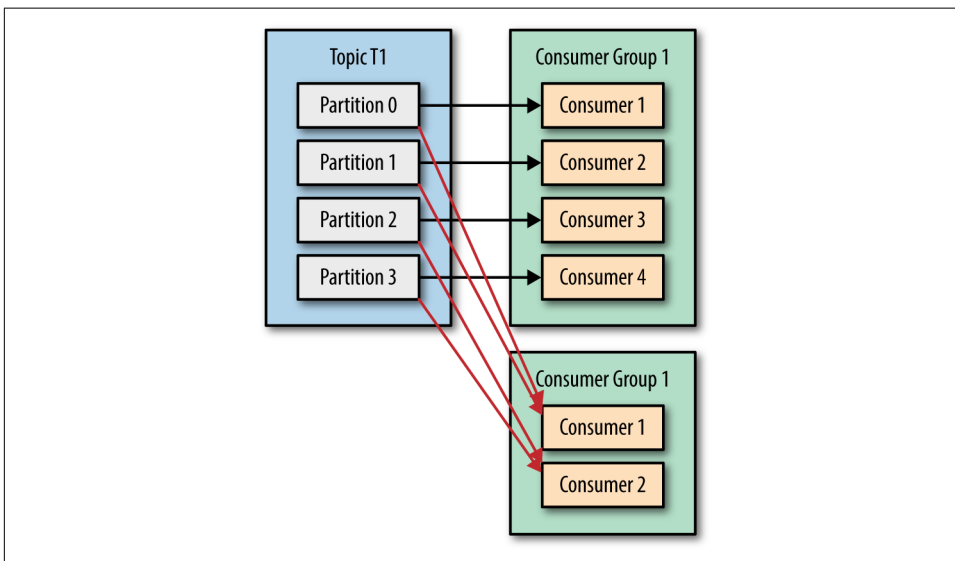 Topic T1
Partition 0
Partition 1
Partition 2
Partition 3
Consumer Group 1
Consumer 1
Consumer 2
Consumer 3
Consumer 4
Consumer Group 1
Consumer 1
Consumer 2